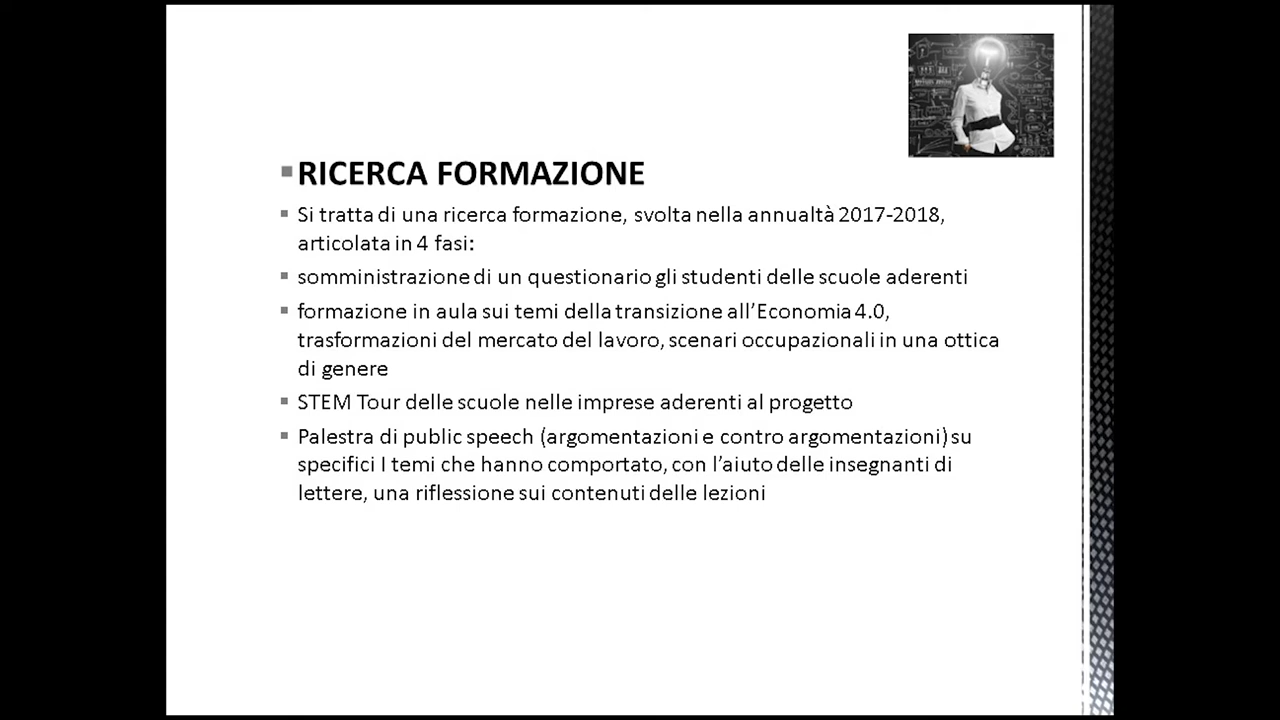 RICERCA FORMAZIONE
Si tratta di una ricerca formazione, svolta nella annualtà 2017-2018,
articolata in 4 fasi:
somministrazione di un questionario gli studenti delle scuole aderenti
formazione in aula sui temi della transizione all’Economia 4.0,
trasformazioni del mercato del lavoro, scenari occupazionali in una ottica
di genere
STEM Tour delle scuole nelle imprese aderenti al progetto
Palestra di public speech (argomentazioni e contro argomentazioni) su
specifici I temi che hanno comportato, con l’aiuto delle insegnanti di
lettere, una riflessione sui contenuti delle lezioni